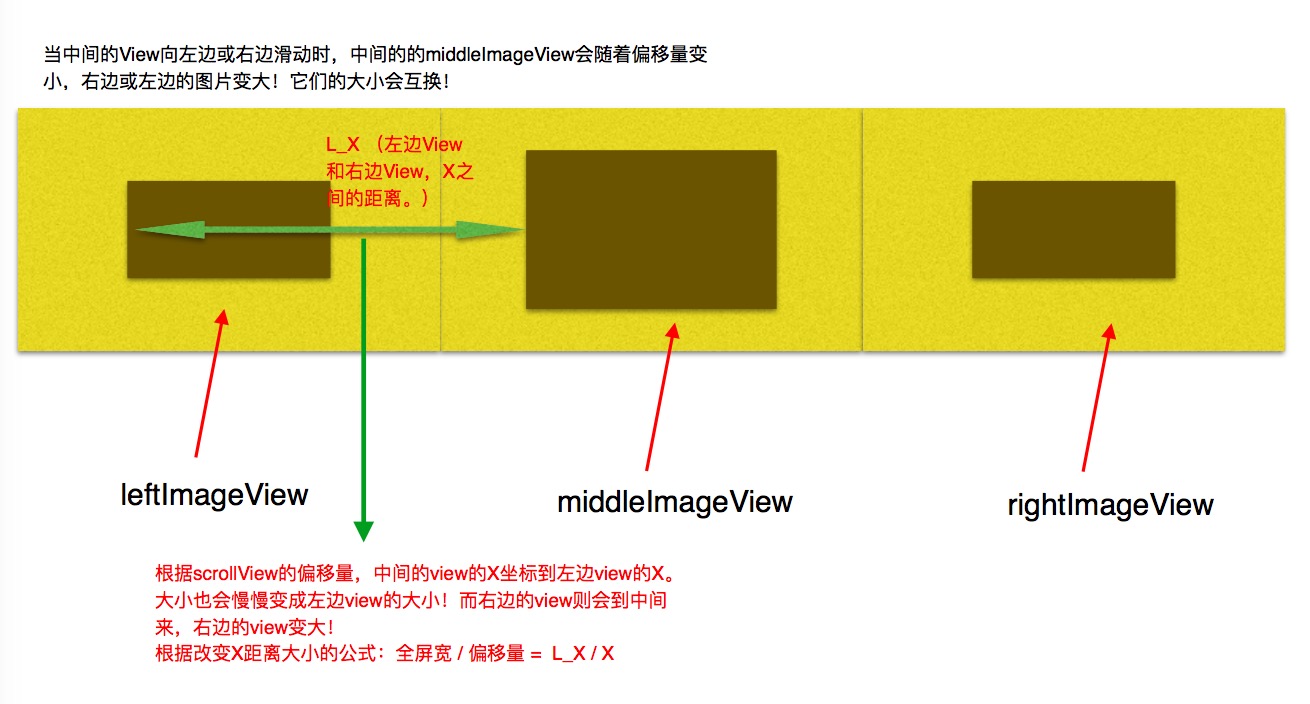 当中间的View向左边或右边滑动时，中间的的middleImageView会随着偏移量变
小，右边或左边的图片变大！它们的大小会互换！
L_X （左边View
和右边View，X之
间的距离。）
leftImageView
middleImageView
rightImageView
根据scrollView的偏移量，中间的view的X坐标到左边view的X。
大小也会慢慢变成左边view的大小！而右边的view则会到中间
来，右边的view变大！
根据改变X距离大小的公式：全屏宽 / 偏移量 = L_X / X